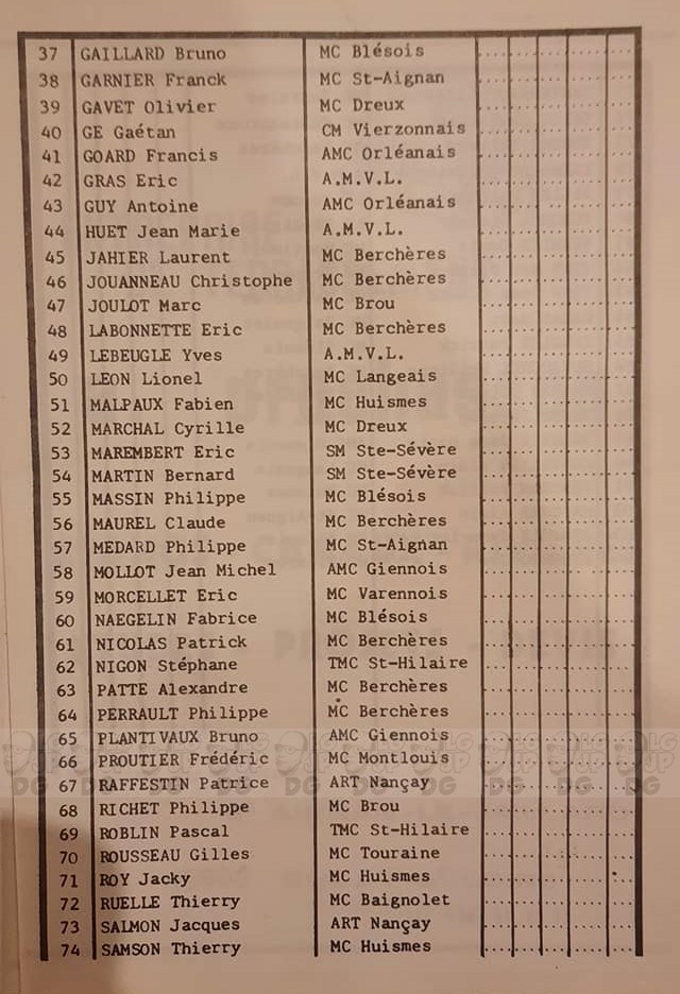 37 GAILLARD Bruno MC Blésois
38 GARNIER Franck MC St-Aignan
39 GAVET Olivier MC Dreux
40 GE Gaétan CM Vierzonnais
41 GOARD Francis AMC Orléanais
42 GRAS Eric A.M.V.L.
43 GUY Antoine AMC Orléanais
44 HUET Jean Marie A.M.V.L.
45 JAHIER Laurent MC Berchères
46 JOUANNEAU Christophe MC Berchères
47 JOULOT Marc MC Brou
48 LABONNETTE Eric MC Berchères
49 LEBEUGLE Yves A.M.V.L.
50 LEON Lionel MC Langeais
51 MALPAUX Fabien MC Huismes
52 MARCHAL Cyrille MC Dreux
53 MAREMBERT Eric SM Ste-Sévère
54 MARTIN Bernard SM Ste-Sévère
55 MASSIN Philippe MC Blésois
56 MAUREL Claude MC Berchères
57 MEDARD Philippe MC St-Aignan
58 MOLLOT Jean Michel AMC Giennois
59 MORCELLET Eric MC Varennois
60 NAEGELIN Fabrice MC Blésois
61 NICOLAS Patrick MC Berchères
62 NIGON Stéphane TMC St-Hilaire
63 PATTE Alexandre MC Berchères
64 PERRAULT Philippe MC Berchères
65 PLANTIVAUX Bruno AMC Giennois
66 PROUTIER Frédéric MC Montlouis
67 RAFFESTIN Patrice ART Nançay
68 RICHET Philippe MC Brou
69 ROBLIN Pascal TMC St-Hilaire
70 ROUSSEAU Gilles MC Touraine
71 ROY Jacky MC Huismes
72 RUELLE Thierry MC Baignolet
73 SALMON Jacques ART Nançay
74 SAMSON Thierry MC Huismes